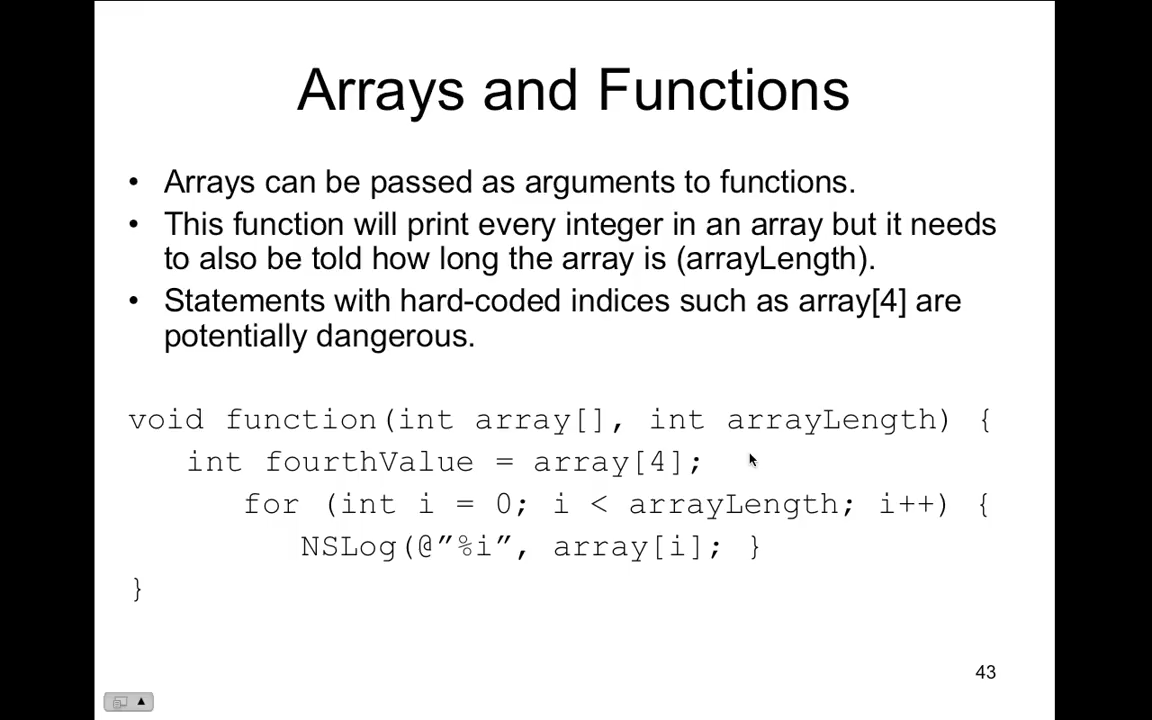 Arrays and Functions
• Arrays can be passed as arguments to functions.
• This function will print every integer in an array but it needs
to also be told how long the array is (arrayLength).
• Statements with hard-coded indices such as array[4] are
potentially dangerous.
void function(int array[], int arrayLength) {
int fourthValue = array[4];
for (int i = 0; i < arrayLength; i++) {
NSLog(@”%i”, array[i]; }
}
43